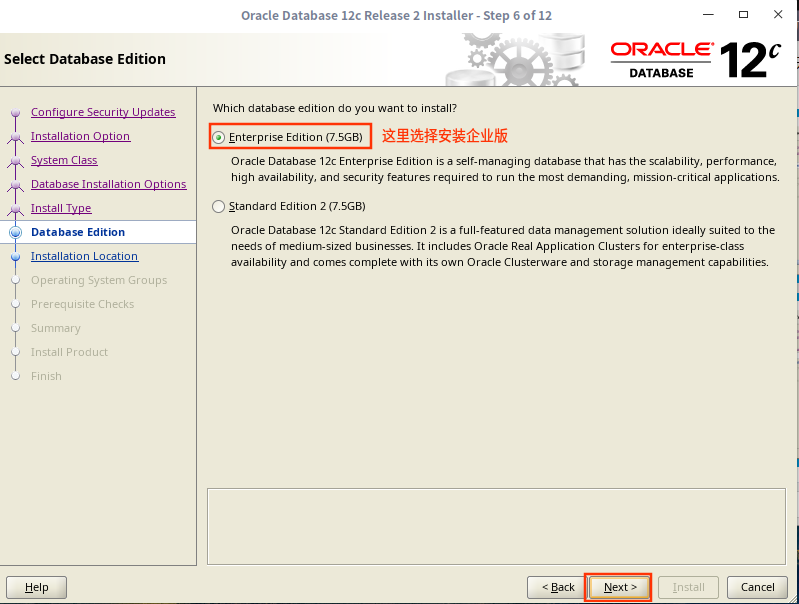 Oracle Database 12c Release 2 Installer - Step 6 of 12
Select Database Edition
ORACLE®
DATABASE
12c
Configure Security Updates
Installation Option
System Class
Database Installation Options
Install Type
Database Edition
Installation Location
Operating System Groups
Prerequisite Checks
Summary
Install Product
Finish
Which database edition do you want to install?
Enterprise Edition (7.5GB) 这里选择安装企业版
Oracle Database 12c Enterprise Edition is a self-managing database that has the scalability, performance,
high availability, and security features required to run the most demanding, mission-critical applications.
Standard Edition 2 (7.5GB)
Oracle Database 12c Standard Edition 2 is a full-featured data management solution ideally suited to the
needs of medium-sized businesses. It includes Oracle Real Application Clusters for enterprise-class
availability and comes complete with its own Oracle Clusterware and storage management capabilities.
Help
< Back
Next >
Install
Cancel